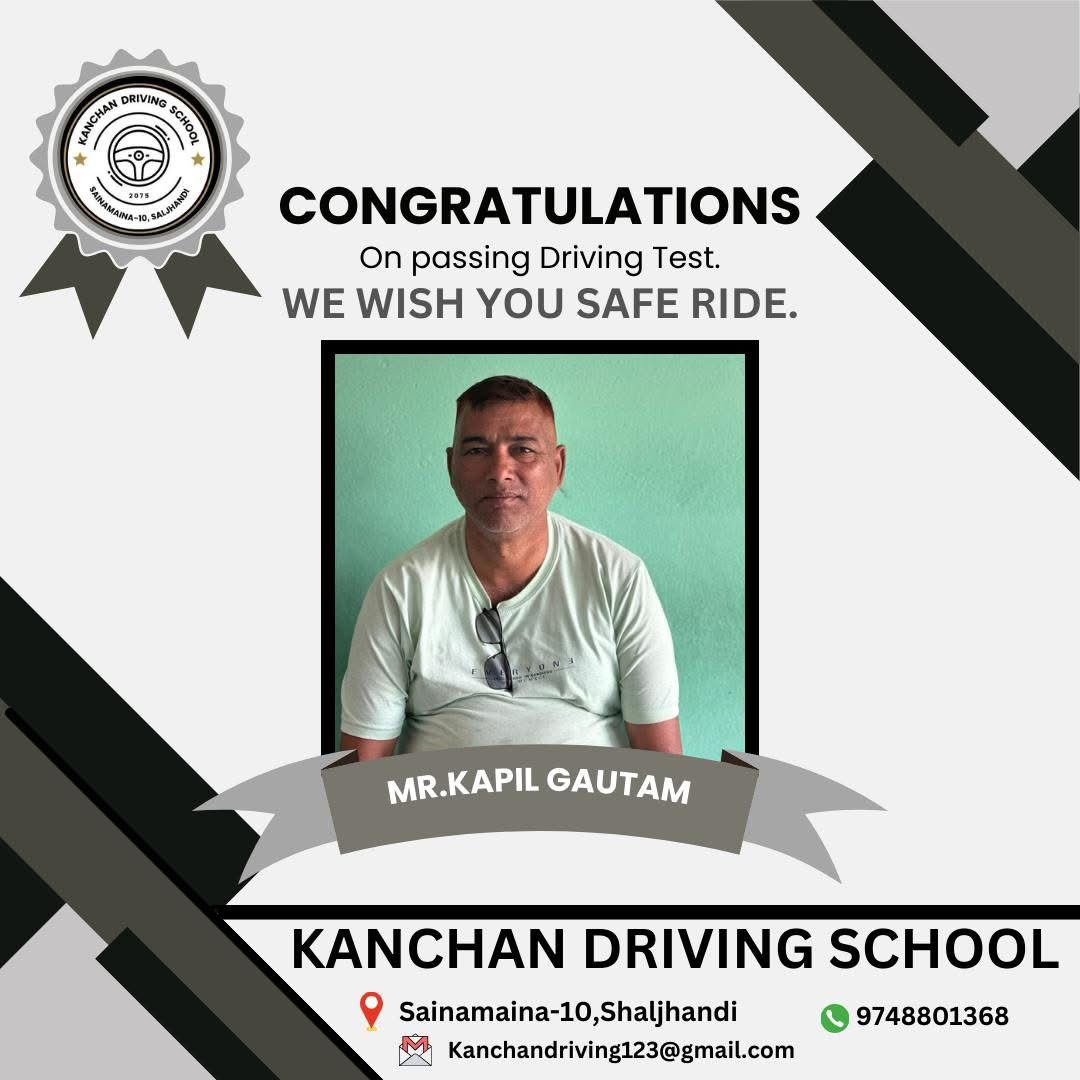 KANCHAN DRIVING SCHOOL
2075
SAINAMAINA-10, SALJHANDI
CONGRATULATIONS
On passing Driving Test.
WE WISH YOU SAFE RIDE.
MR.KAPIL GAUTAM
KANCHAN DRIVING SCHOOL
Sainamaina-10,Shaljhandi
9748801368
Kanchandriving123@gmail.com